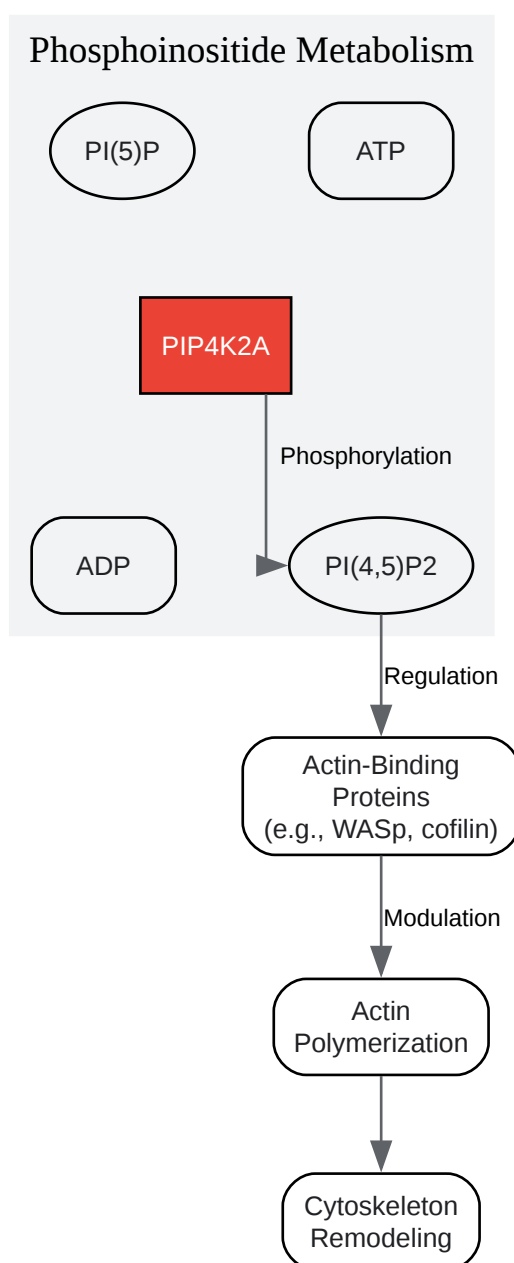 Phosphoinositide Metabolism
PI(5)P
ATP
PIP4K2A
Phosphorylation
ADP
PI(4,5)P2
Regulation
Actin-Binding
Proteins
(e.g., WASp, cofilin)
Modulation
Actin
Polymerization
Cytoskeleton
Remodeling